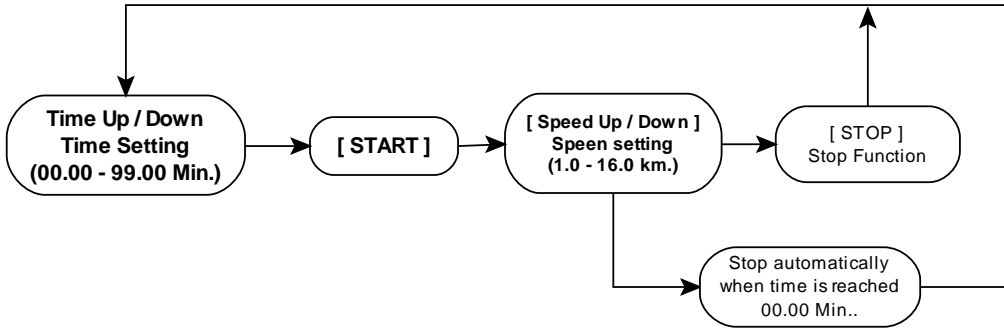 Time Up / Down
Time Setting
(00.00 - 99.00 Min.)
[ START ]
[ Speed Up / Down ]
Speen setting
(1.0 - 16.0 km.)
[ STOP ]
Stop Function
Stop automatically
when time is reached
00.00 Min..